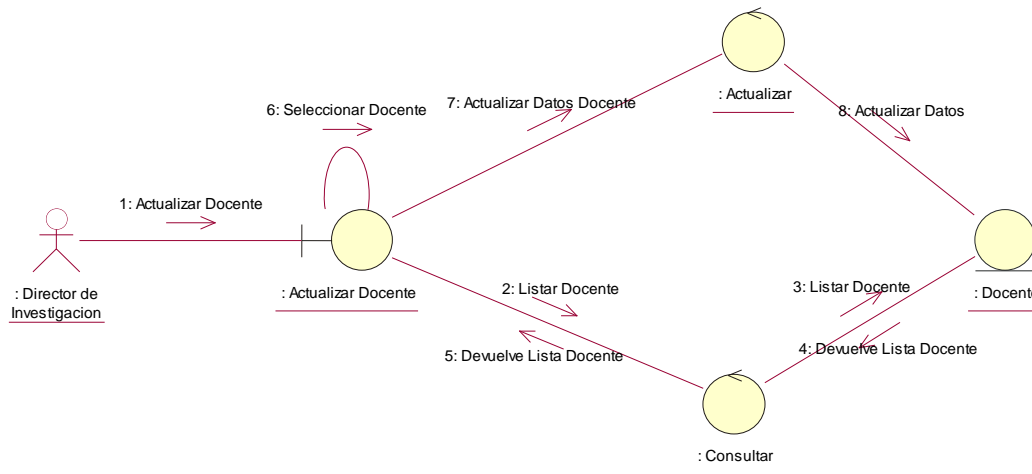 : Actualizar
6: Seleccionar Docente
7: Actualizar Datos Docente
8: Actualizar Datos
1: Actualizar Docente
: Director de
Investigacion
: Actualizar Docente
2: Listar Docente
3: Listar Docente
: Docente
5: Devuelve Lista Docente
4: Devuelve Lista Docente
: Consultar